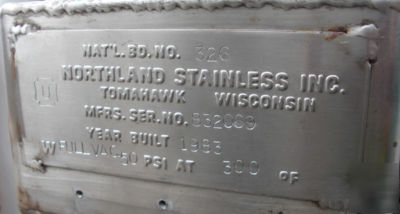 NAT'L. BD. NO. 326
U
NORTHLAND STAINLESS INC.
TOMAHAWK WISCONSIN
MFRS. SER. NO.
YEAR BUILT 1983
W FULL VAC-50 PSI AT 300 OF